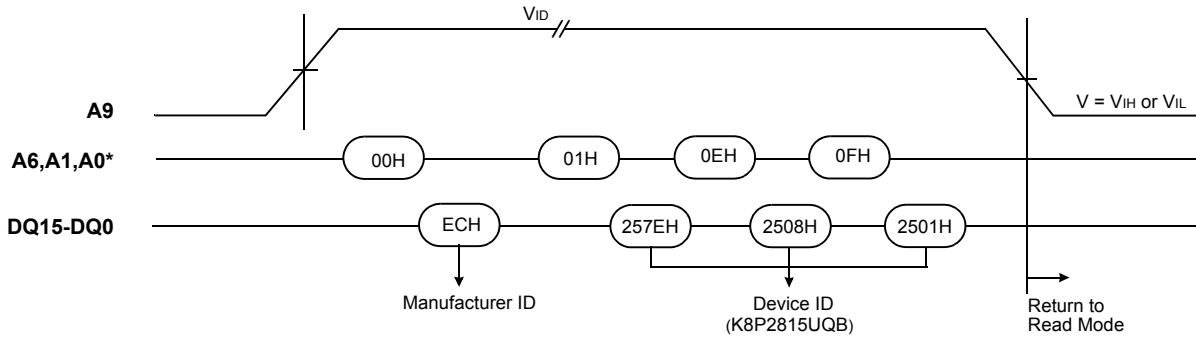 VID
A9
V = VIH or VIL
A6,A1,A0*
00H
01H
0EH
0FH
DQ15-DQ0
ECH
257EH
2508H
2501H
Manufacturer ID
Device ID
(K8P2815UQB)
Return to
Read Mode